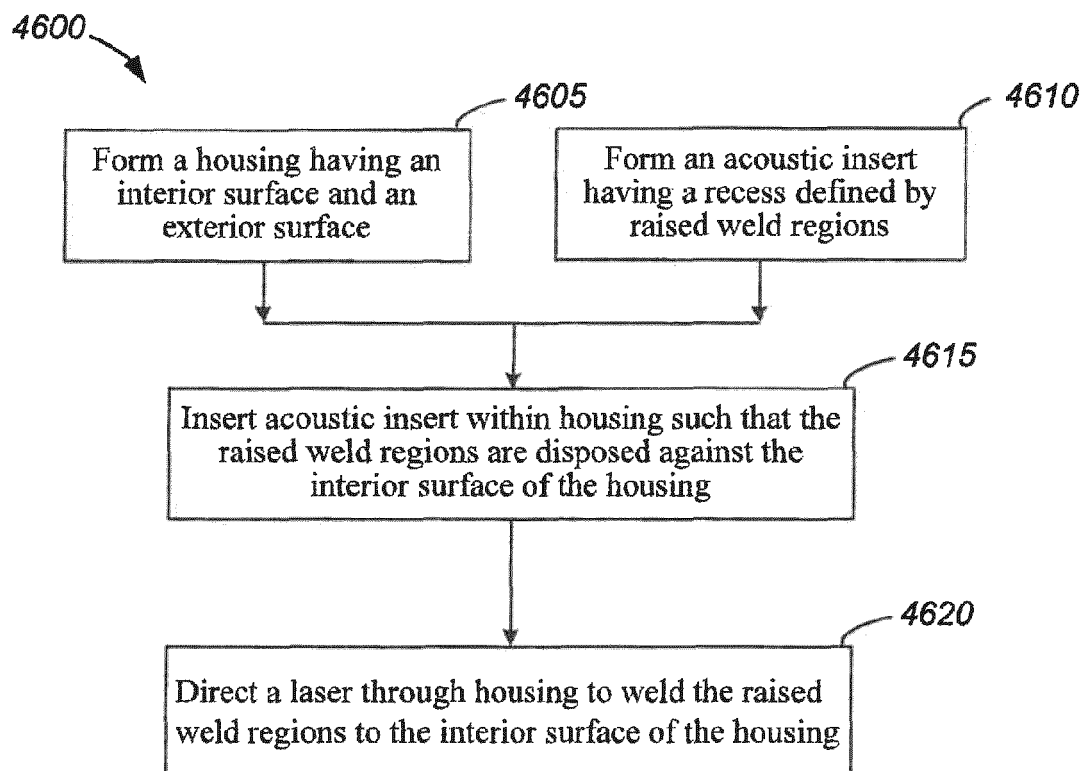 4600
4605
4610
Form a housing having an
interior surface and an
exterior surface
Form an acoustic insert
having a recess defined by
raised weld regions
4615
Insert acoustic insert within housing such that the
raised weld regions are disposed against the
interior surface of the housing
4620
Direct a laser through housing to weld the raised
weld regions to the interior surface of the housing